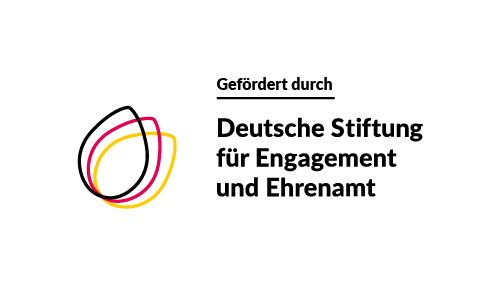 Gefördert durch
Deutsche Stiftung
für Engagement
und Ehrenamt